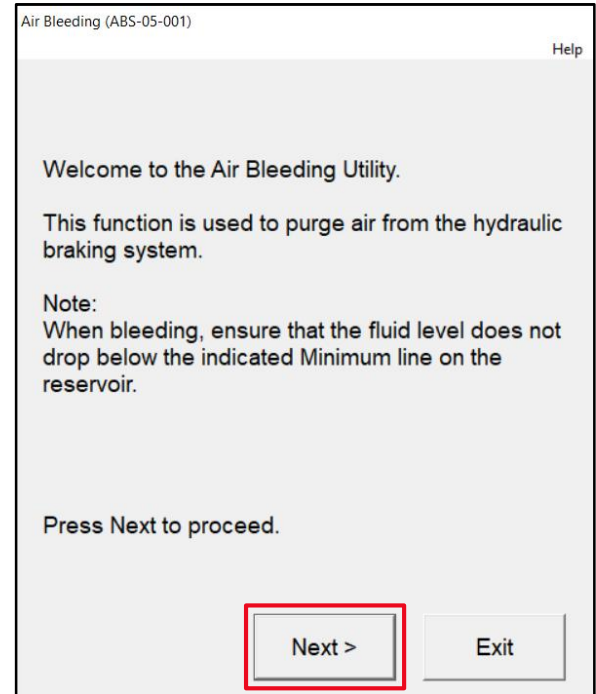 Air Bleeding (ABS-05-001)
Help
Welcome to the Air Bleeding Utility.
This function is used to purge air from the hydraulic
braking system.
Note:
When bleeding, ensure that the fluid level does not
drop below the indicated Minimum line on the
reservoir.
Press Next to proceed.
Next >
Exit